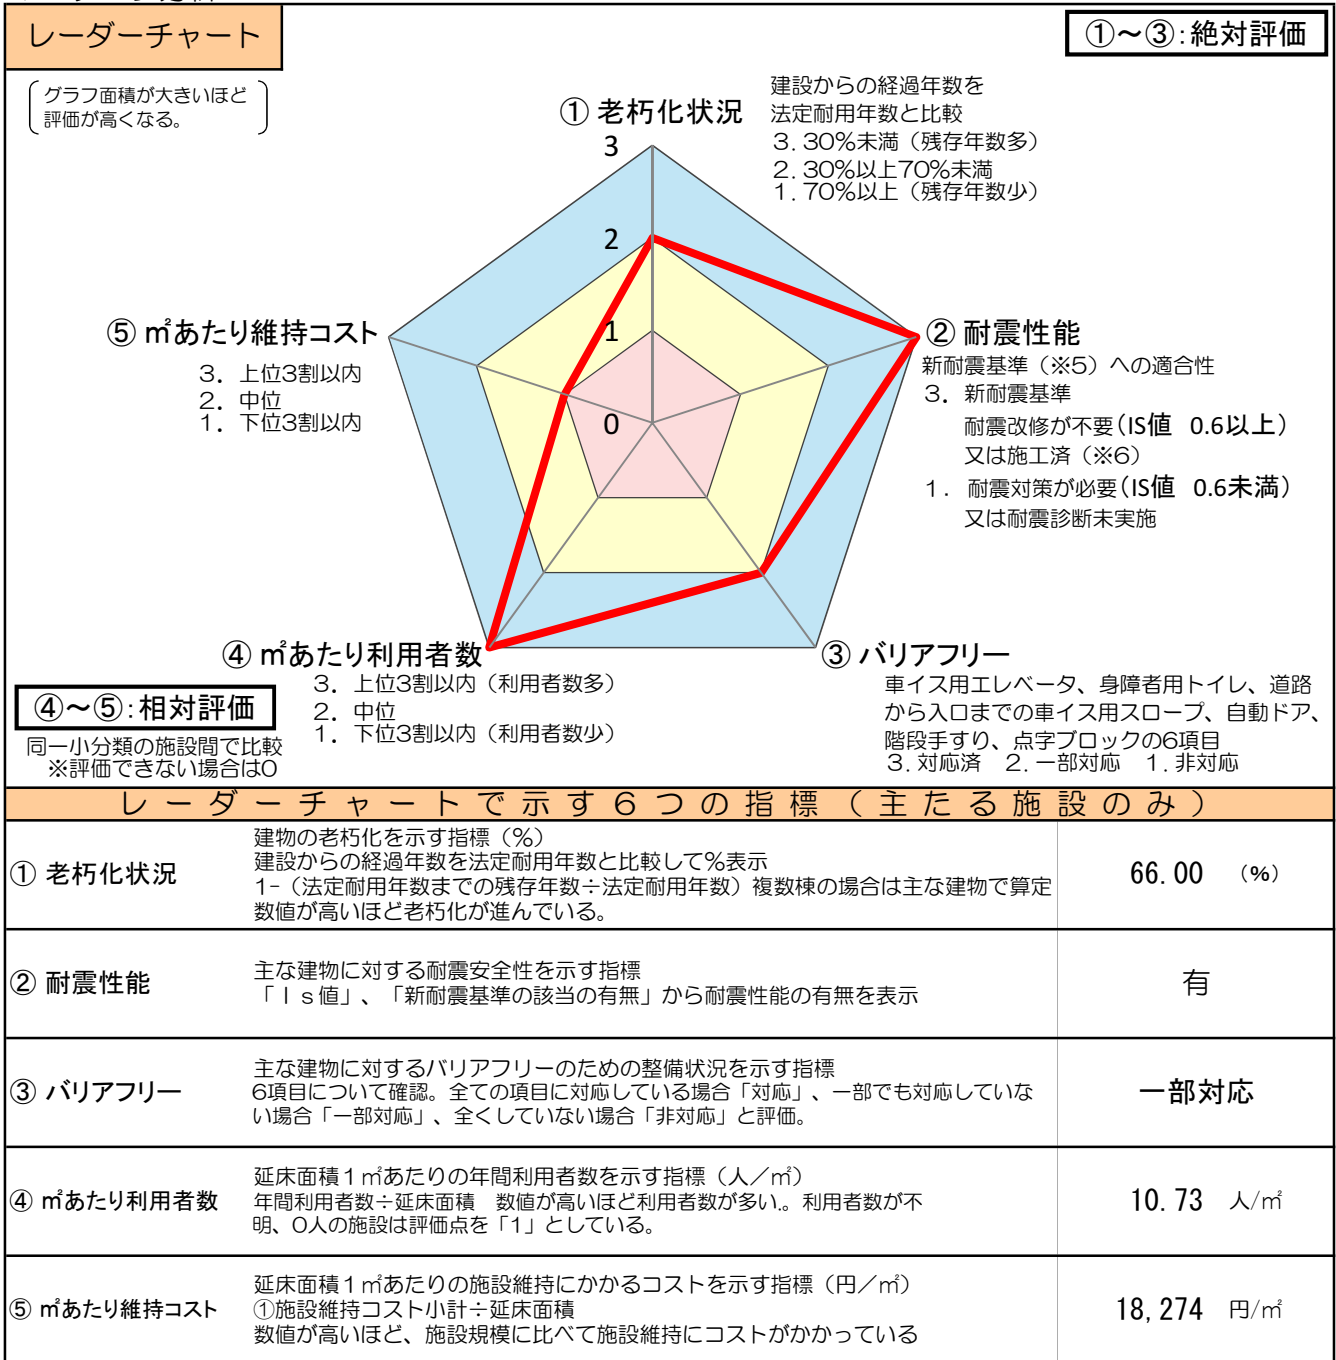 レーダーチャート
①～③:絶対評価
グラフ面積が大きいほど
評価が高くなる。
① 老朽化状況
建設からの経過年数を
法定耐用年数と比較
3．30％未満（残存年数多）
2．30％以上70％未満
1．70％以上（残存年数少）
3
2
1
0
⑤ ㎡あたり維持コスト
3．上位3割以内
2．中位
1．下位3割以内
② 耐震性能
新耐震基準（※5）への適合性
3．新耐震基準
耐震改修が不要(IS値 0.6以上)
又は施工済（※6）
1． 耐震対策が必要(IS値 0.6未満)
又は耐震診断未実施
④ ㎡あたり利用者数
3．上位3割以内（利用者数多）
2．中位
1．下位3割以内（利用者数少）
③ バリアフリー
車イス用エレベータ、身障者用トイレ、道路
から入口までの車イス用スロープ、自動ドア、
階段手すり、点字ブロックの6項目
3．対応済 2．一部対応 1．非対応
④～⑤:相対評価
同一小分類の施設間で比較
※評価できない場合は0
レーダーチャートで示す６つの指標（主たる施設のみ）
① 老朽化状況
建物の老朽化を示す指標（％）
建設からの経過年数を法定耐用年数と比較して％表示
1-（法定耐用年数までの残存年数÷法定耐用年数）複数棟の場合は主な建物で算定
数値が高いほど老朽化が進んでいる。
66.00 （%）
② 耐震性能
主な建物に対する耐震安全性を示す指標
「Ｉｓ値」、「新耐震基準の該当の有無」から耐震性能の有無を表示
有
③ バリアフリー
主な建物に対するバリアフリーのための整備状況を示す指標
6項目について確認。全ての項目に対応している場合「対応」、一部でも対応していな
い場合「一部対応」、全くしていない場合「非対応」と評価。
一部対応
④ ㎡あたり利用者数
延床面積１㎡あたりの年間利用者数を示す指標（人／㎡）
年間利用者数÷延床面積 数値が高いほど利用者数が多い。利用者数が不
明、0人の施設は評価点を「1」としている。
10.73 人/㎡
⑤ ㎡あたり維持コスト
延床面積１㎡あたりの施設維持にかかるコストを示す指標（円／㎡）
①施設維持コスト小計÷延床面積
数値が高いほど、施設規模に比べて施設維持にコストがかかっている
18,274 円/㎡